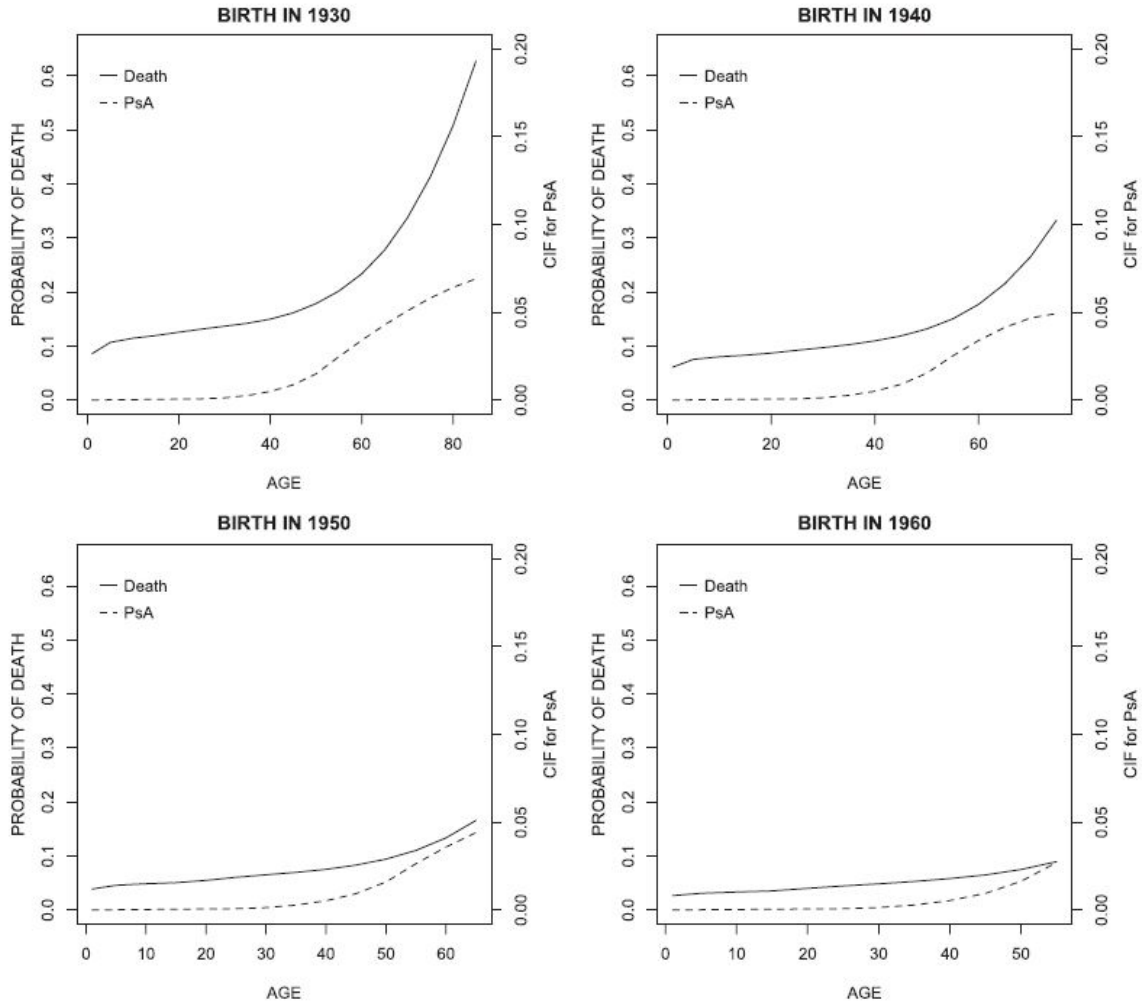 BIRTH IN 1930
Death
PsA
PROBABILITY OF DEATH
0.0 0.1 0.2 0.3 0.4 0.5 0.6
CIF for PsA
0.00 0.05 0.10 0.15 0.20
0 20 40 60 80
AGE
BIRTH IN 1940
Death
PsA
PROBABILITY OF DEATH
0.0 0.1 0.2 0.3 0.4 0.5 0.6
CIF for PsA
0.00 0.05 0.10 0.15 0.20
0 20 40 60
AGE
BIRTH IN 1950
Death
PsA
PROBABILITY OF DEATH
0.0 0.1 0.2 0.3 0.4 0.5 0.6
CIF for PsA
0.00 0.05 0.10 0.15 0.20
0 10 20 30 40 50 60
AGE
BIRTH IN 1960
Death
PsA
PROBABILITY OF DEATH
0.0 0.1 0.2 0.3 0.4 0.5 0.6
CIF for PsA
0.00 0.05 0.10 0.15 0.20
0 10 20 30 40 50
AGE